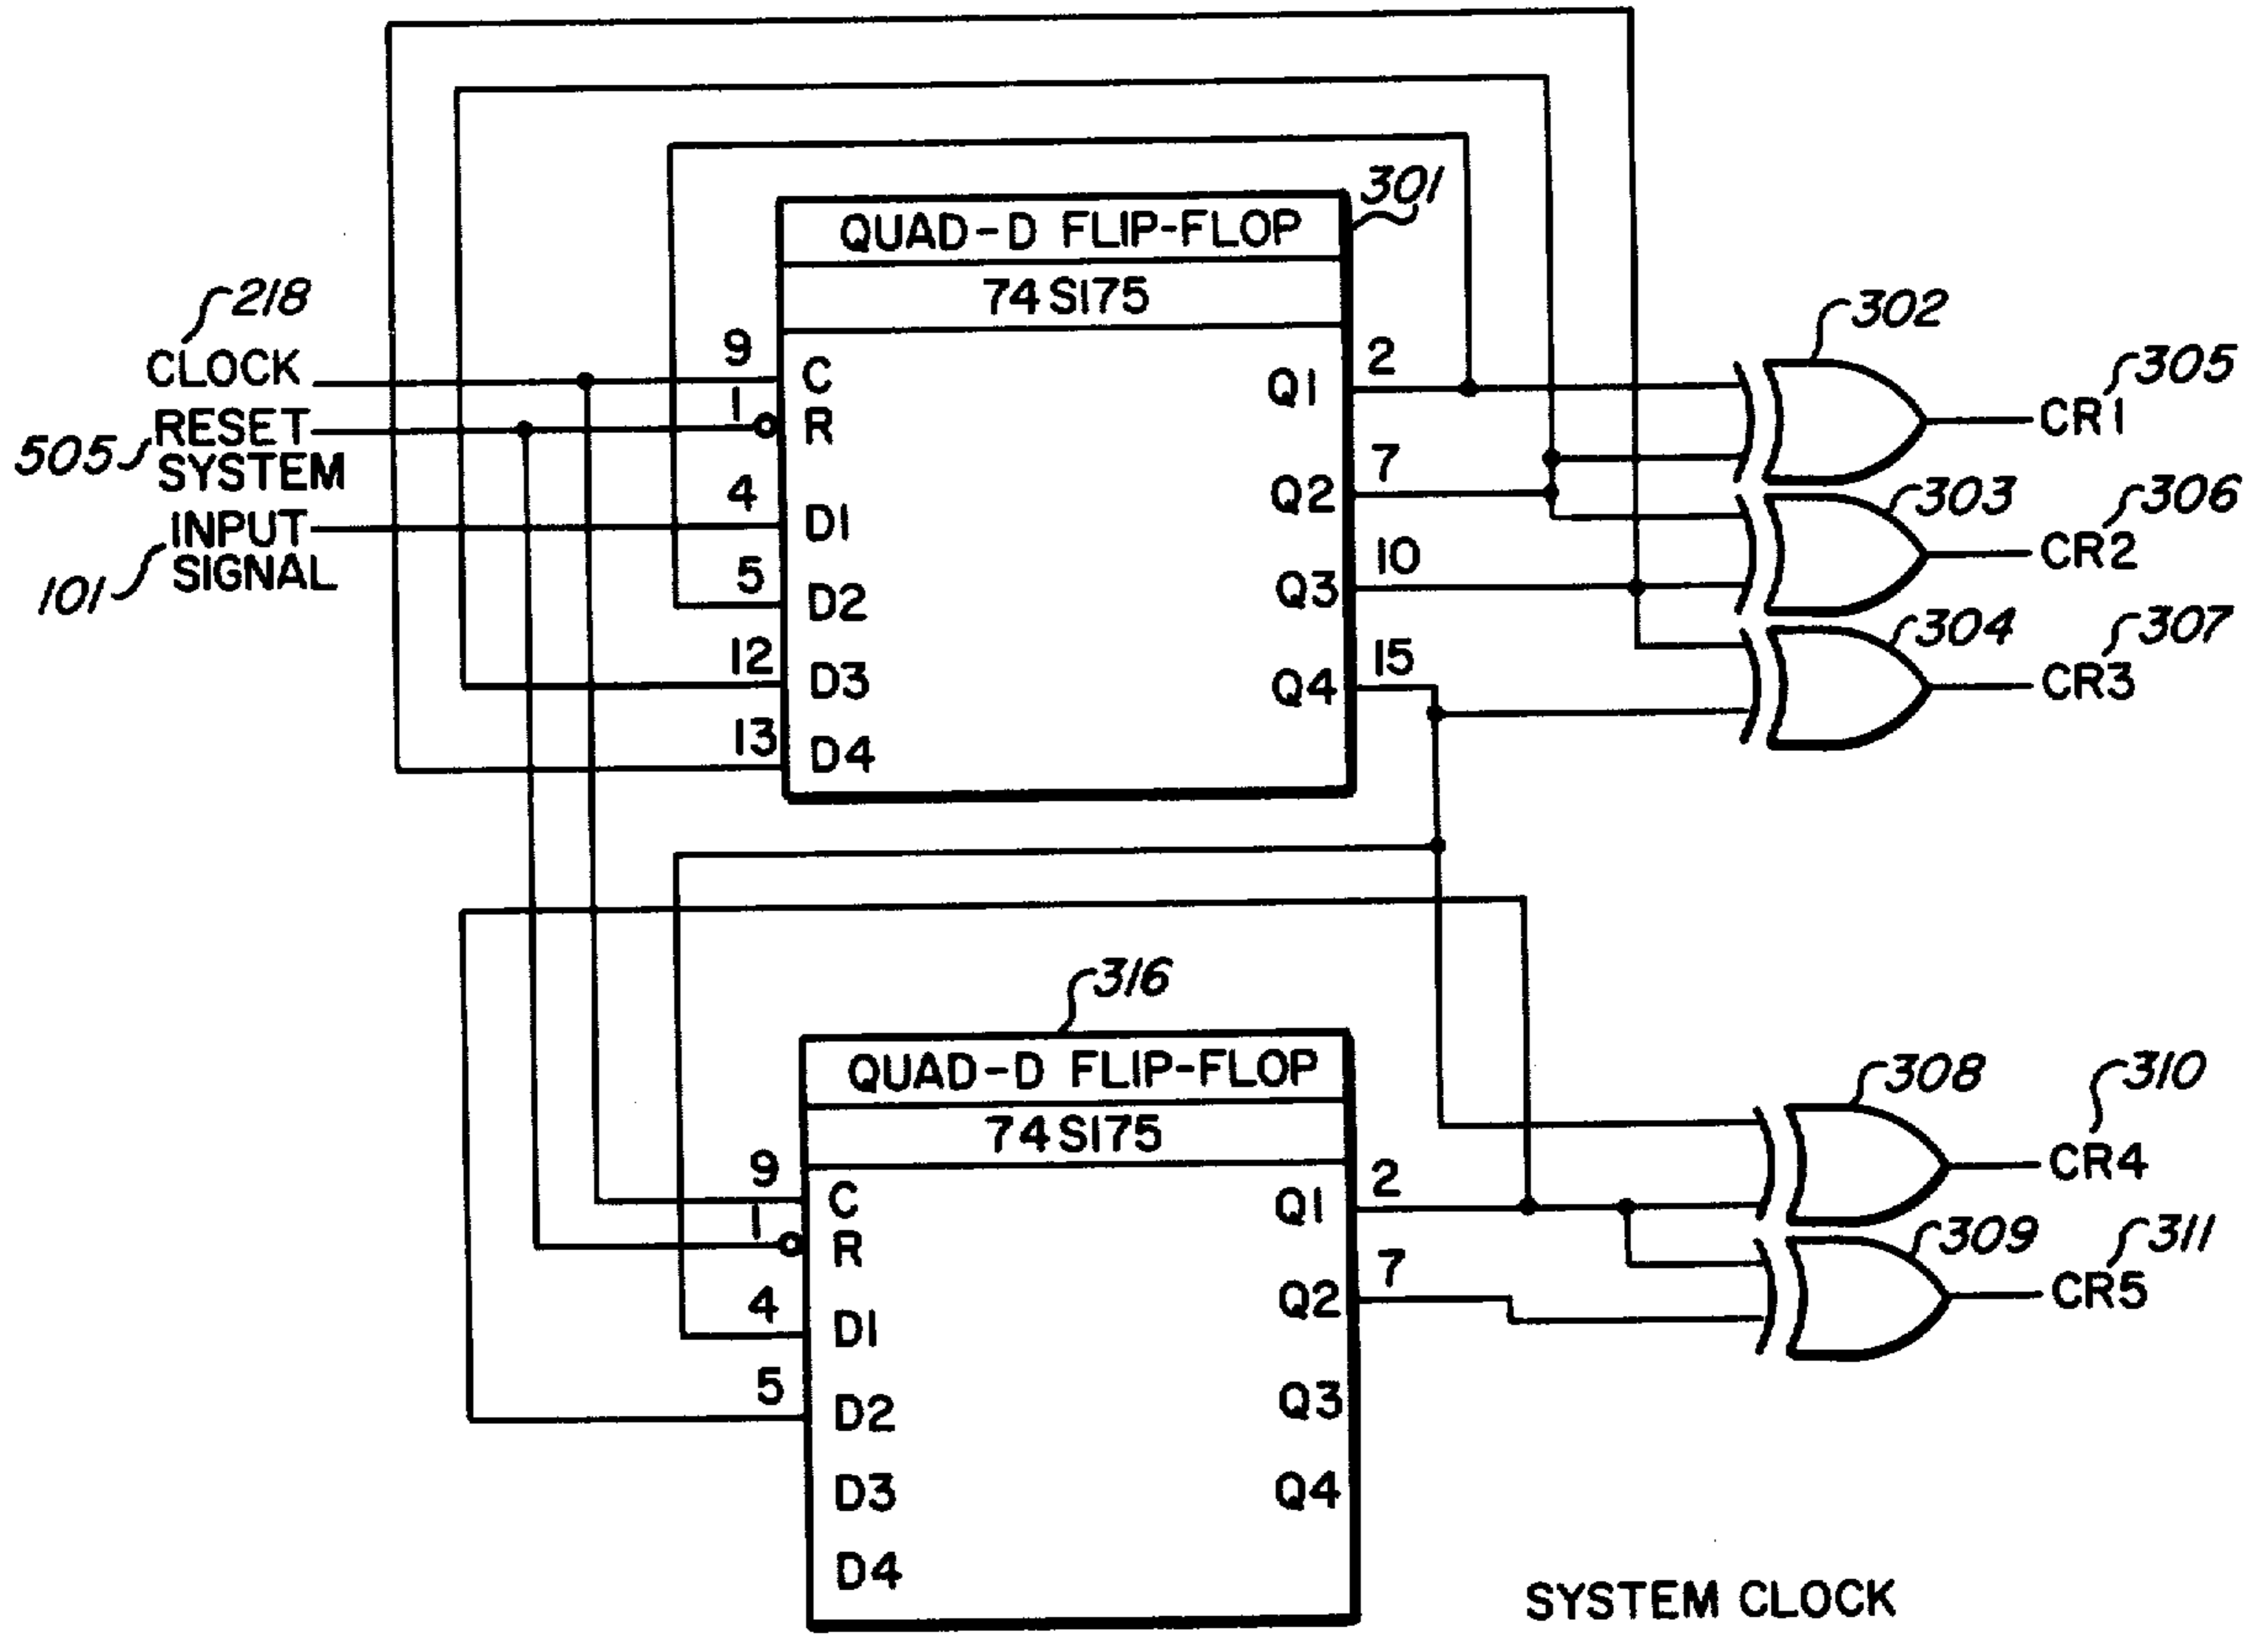 301
QUAD-D FLIP-FLOP
74S175
218
CLOCK
9
C
1
R
RESET
SYSTEM
505
4
D1
INPUT
SIGNAL
101
5
D2
12
D3
13
D4
2
Q1
7
Q2
10
Q3
15
Q4
302
305
CR1
303
306
CR2
304
307
CR3
316
QUAD-D FLIP-FLOP
74S175
9
C
1
R
4
D1
5
D2
D3
D4
2
Q1
7
Q2
Q3
Q4
308
310
CR4
309
311
CR5
SYSTEM CLOCK